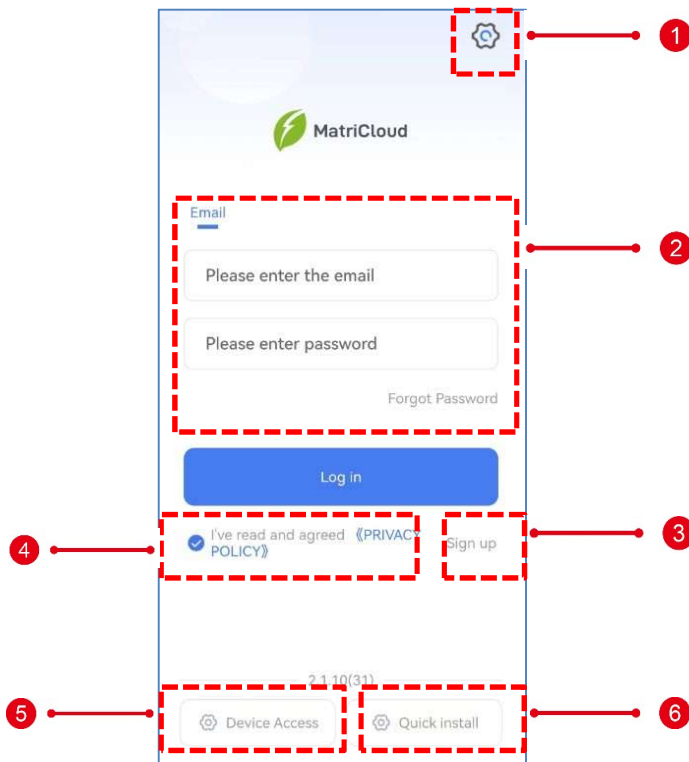 1
MatriCloud
Email
2
Please enter the email
Please enter password
Forgot Password
Log in
3
4
I've read and agreed 《PRIVACY
POLICY》
Sign up
2.1.10(31)
5
Device Access
Quick install
6